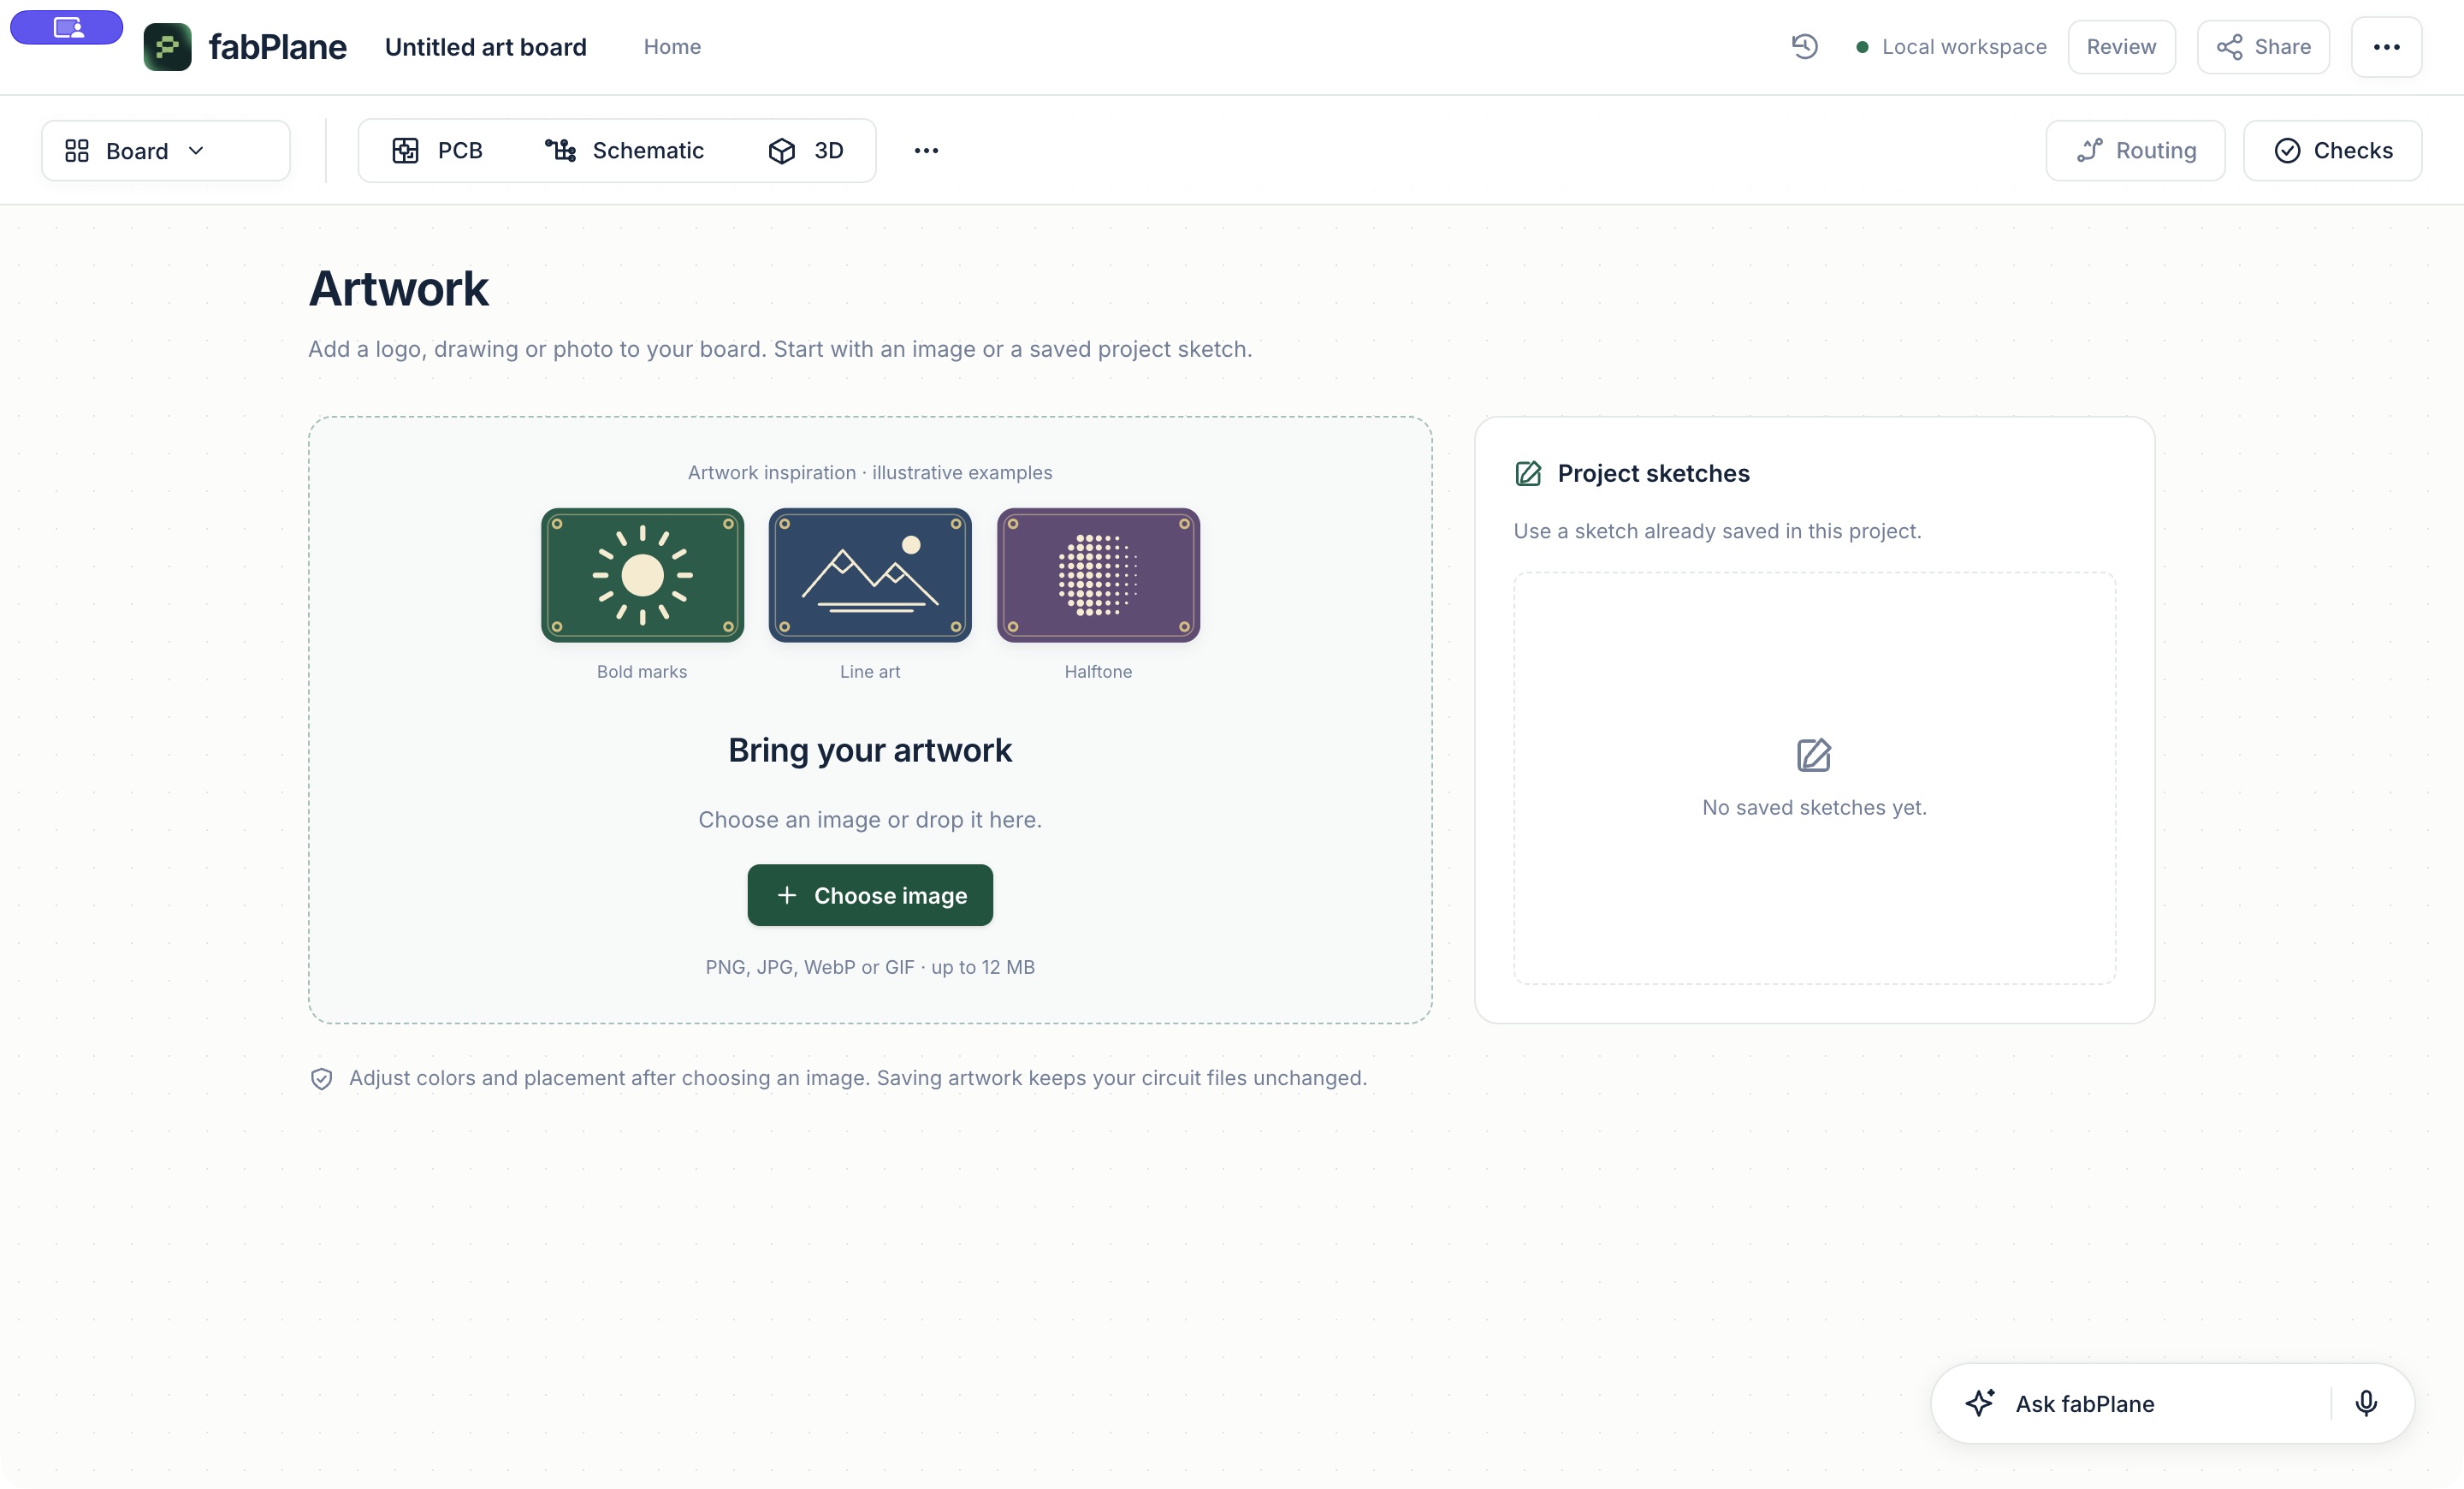 fabPlane
Untitled art board
Home
Local workspace
Review
Share
Board
PCB
Schematic
3D
Routing
Checks
Artwork
Add a logo, drawing or photo to your board. Start with an image or a saved project sketch.
Artwork inspiration · illustrative examples
Bold marks
Line art
Halftone
Bring your artwork
Choose an image or drop it here.
Choose image
PNG, JPG, WebP or GIF · up to 12 MB
Project sketches
Use a sketch already saved in this project.
No saved sketches yet.
Adjust colors and placement after choosing an image. Saving artwork keeps your circuit files unchanged.
Ask fabPlane